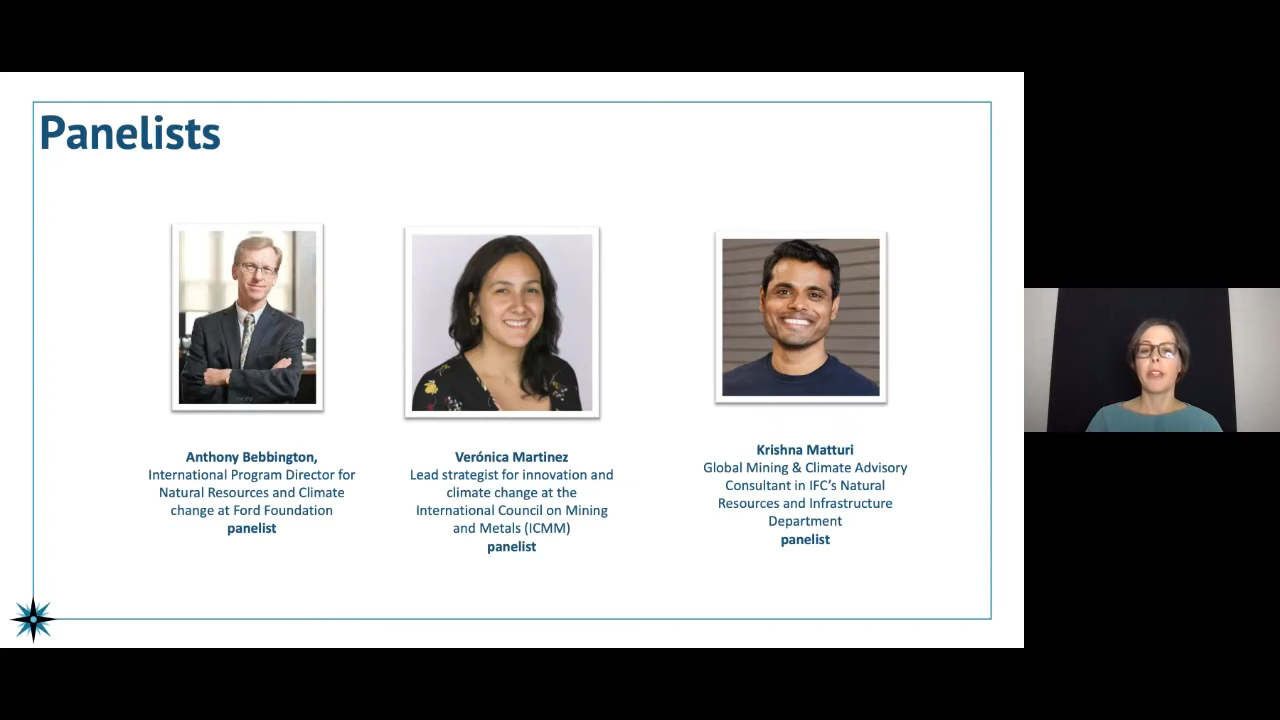 Panelists
Anthony Bebbington,
International Program Director for
Natural Resources and Climate
change at Ford Foundation
panelist
Verónica Martinez
Lead strategist for innovation and
climate change at the
International Council on Mining
and Metals (ICMM)
panelist
Krishna Matturi
Global Mining & Climate Advisory
Consultant in IFC's Natural
Resources and Infrastructure
Department
panelist